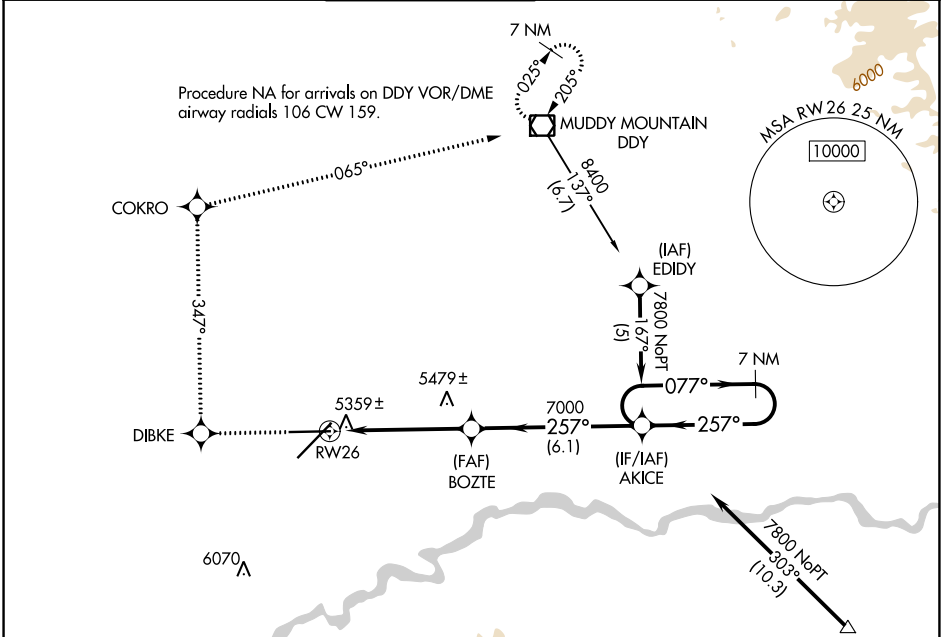 7 NM
025°
205°
Procedure NA for arrivals on DDY VOR/DME
airway radials 106 CW 159.
MUDDY MOUNTAIN
DDY
6000
MSA RW 26 25 NM
10000
065°
COKRO
8400
137°
(6.7)
(IAF)
EDIDY
347°
7800 NoPT
167°
(5)
7 NM
077°
5479±
5359±
7000
257°
(6.1)
257°
DIBKE
RW26
(FAF)
BOZTE
(IF/IAF)
AKICE
6070
7800 NoPT
303°
(10.3)